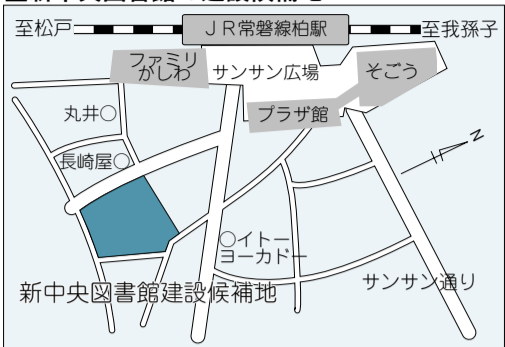 至松戸
ＪＲ常磐線柏駅
至我孫子
ファミリ
かしわ
サンサン広場
そごう
丸井○
プラザ館
長崎屋○
N
○イトー
ヨーカドー
新中央図書館建設候補地
サンサン通り